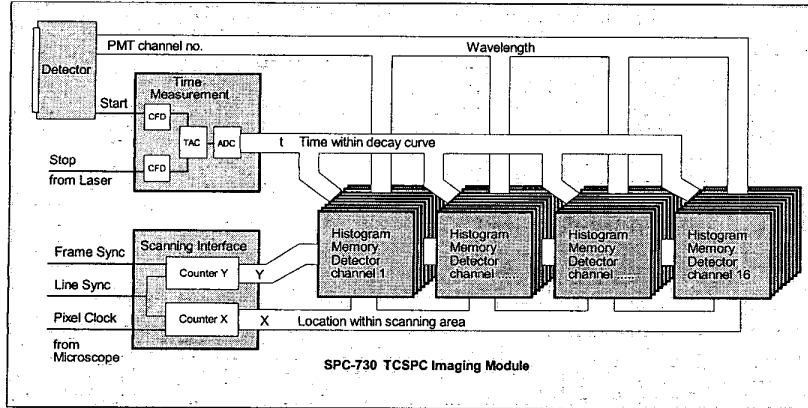 PMT channel no.
Wavelength
Detector
Time
Measurement
Start
CFD
TAC
ADC
t Time within decay curve
Stop
from Laser
CFD
Histogram
Memory
Detector
channel 1
Histogram
Memory
Detector
channel ......
Histogram
Memory
Detector
channel .....
Histogram
Memory
Detector
channel 16
Scanning Interface
Frame Sync
Counter Y
Y
Line Sync
Pixel Clock
Counter X
X Location within scanning area
from
Microscope
SPC-730 TCSPC Imaging Module